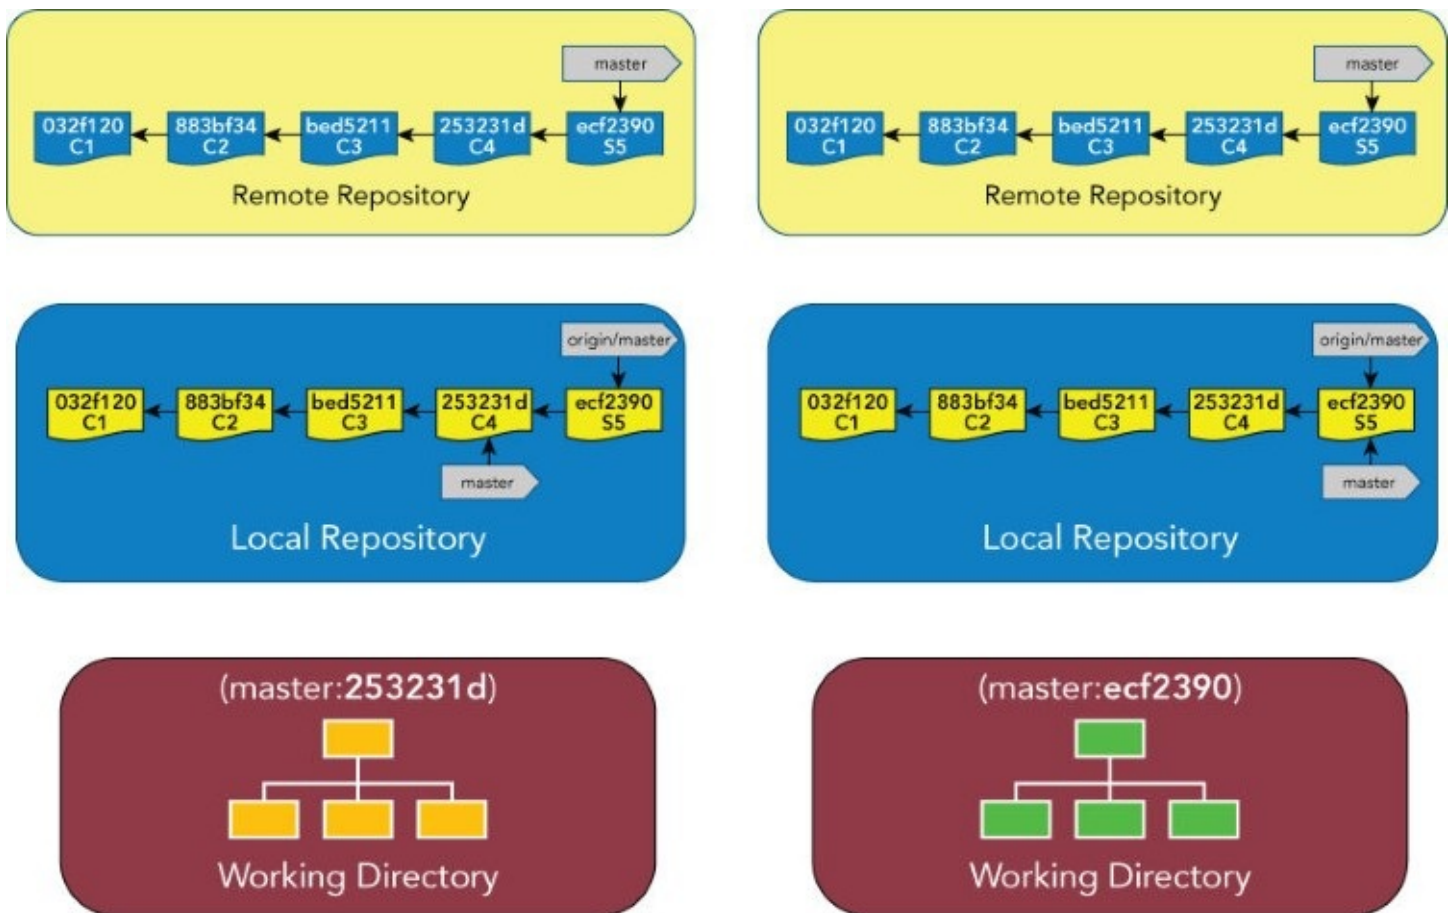 master
032f120
C1
883bf34
C2
bed5211
C3
253231d
C4
ecf2390
S5
Remote Repository
master
032f120
C1
883bf34
C2
bed5211
C3
253231d
C4
ecf2390
S5
Remote Repository
origin/master
032f120
C1
883bf34
C2
bed5211
C3
253231d
C4
ecf2390
S5
master
Local Repository
origin/master
032f120
C1
883bf34
C2
bed5211
C3
253231d
C4
ecf2390
S5
master
Local Repository
(master:253231d)
Working Directory
(master:ecf2390)
Working Directory